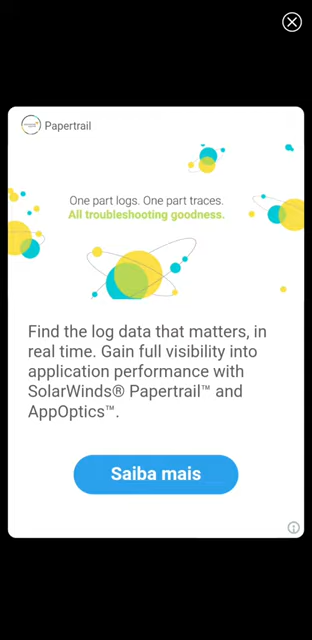 Papertrail
One part logs. One part traces.
All troubleshooting goodness.
Find the log data that matters, in
real time. Gain full visibility into
application performance with
SolarWinds® Papertrail™ and
AppOptics™.
Saiba mais